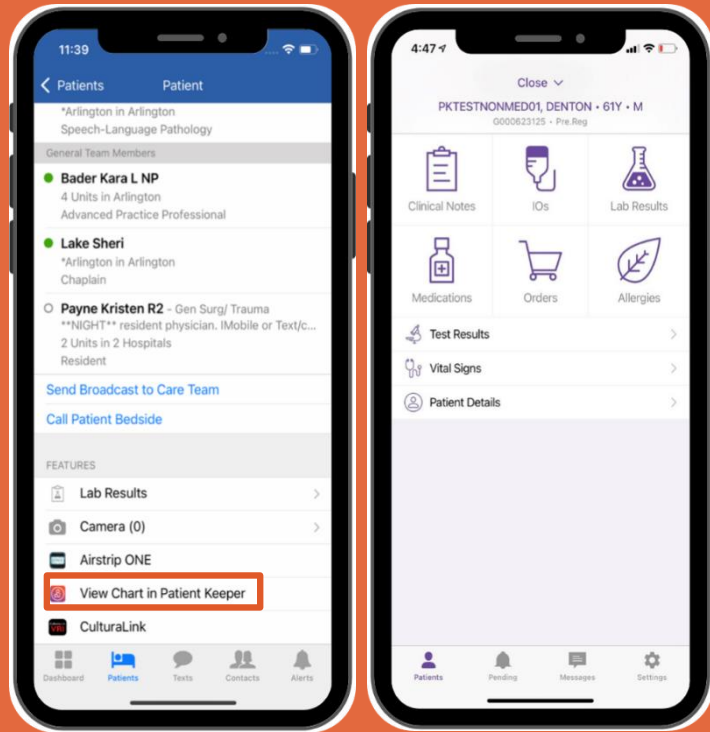 11:39
Patients
Patient
*Arlington in Arlington
Speech-Language Pathology
General Team Members
Bader Kara L NP
4 Units in Arlington
Advanced Practice Professional
Lake Sheri
*Arlington in Arlington
Chaplain
Payne Kristen R2 - Gen Surg/ Trauma
**NIGHT** resident physician. IMobile or Text/c...
2 Units in 2 Hospitals
Resident
Send Broadcast to Care Team
Call Patient Bedside
FEATURES
Lab Results
Camera (0)
Airstrip ONE
View Chart in Patient Keeper
CulturaLink
Dashboard
Patients
Texts
Contacts
Alerts
4:47
Close
PKTESTNONMED01, DENTON • 61Y • M
G000623125 • Pre.Reg
Clinical Notes
IOs
Lab Results
Medications
Orders
Allergies
Test Results
Vital Signs
Patient Details
Patients
Pending
Messages
Settings